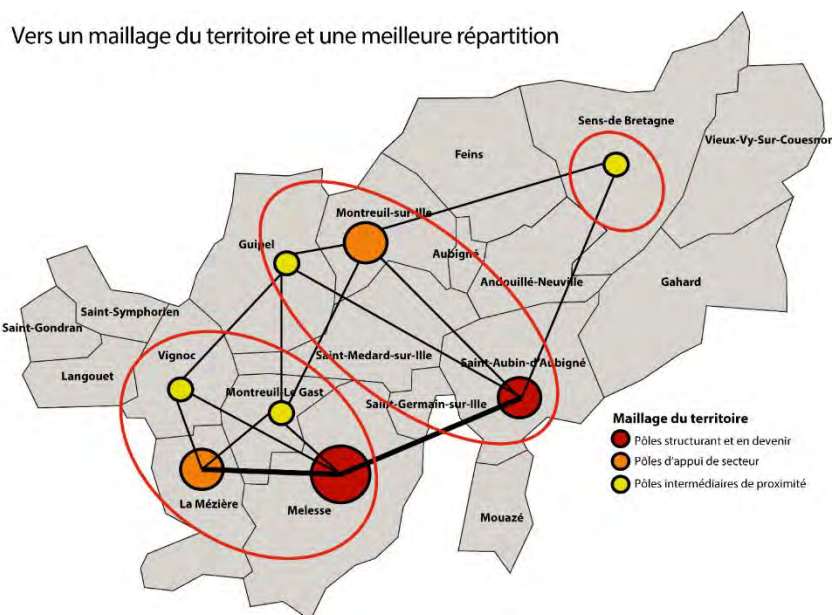 Vers un maillage du territoire et une meilleure répartition
Sens-de Bretagne
Vieux-Vy-Sur-Couesnon
Feins
Montreuil-sur-Ille
Guipel
Aubigné
Andouillé-Neuville
Gahard
Saint-Symphorien
Saint-Gondran
Vignoc
Saint-Medard-sur-Ille
Saint-Aubin-d'Aubigné
Langouet
Montreuil-Le Gast
Saint-Germain-sur-Ille
Maillage du territoire
Pôles structurant et en devenir
Pôles d'appui de secteur
Pôles intermédiaires de proximité
La Mézière
Melesse
Mouazé